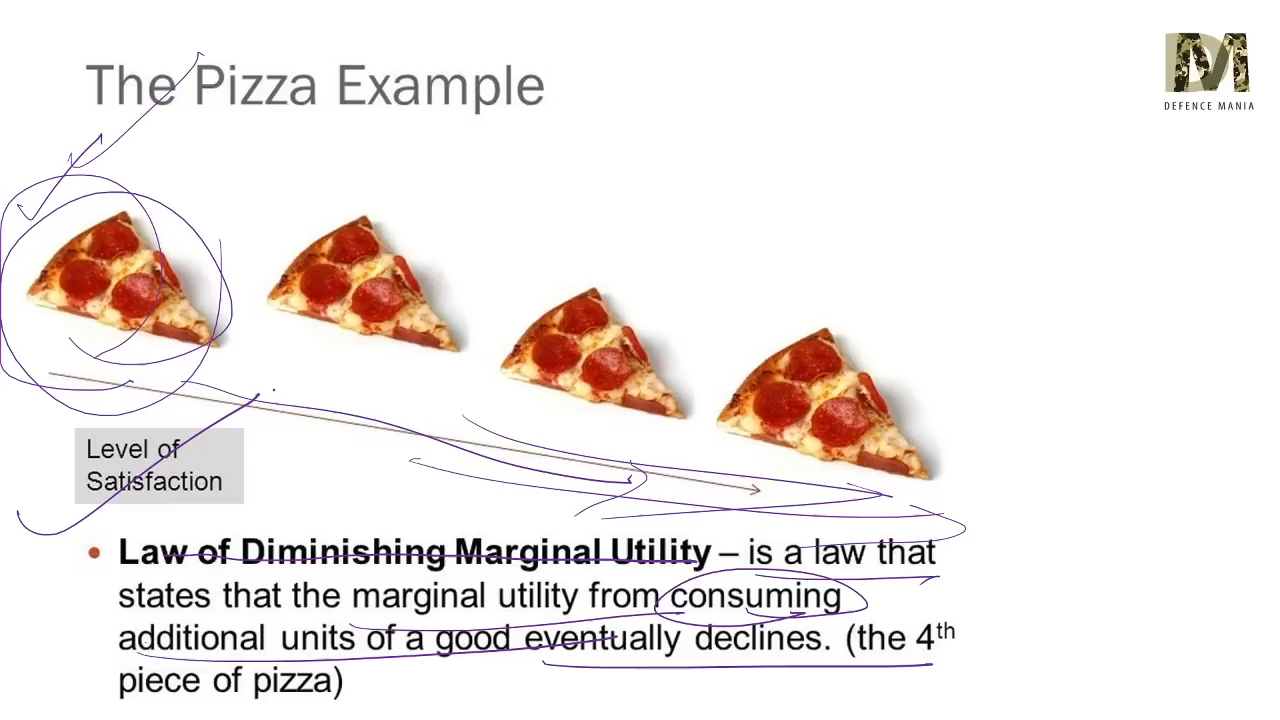 The Pizza Example
DM
DEFENCE MANIA
Level of
Satisfaction
• Law of Diminishing Marginal Utility – is a law that
states that the marginal utility from consuming
additional units of a good eventually declines. (the 4th
piece of pizza)